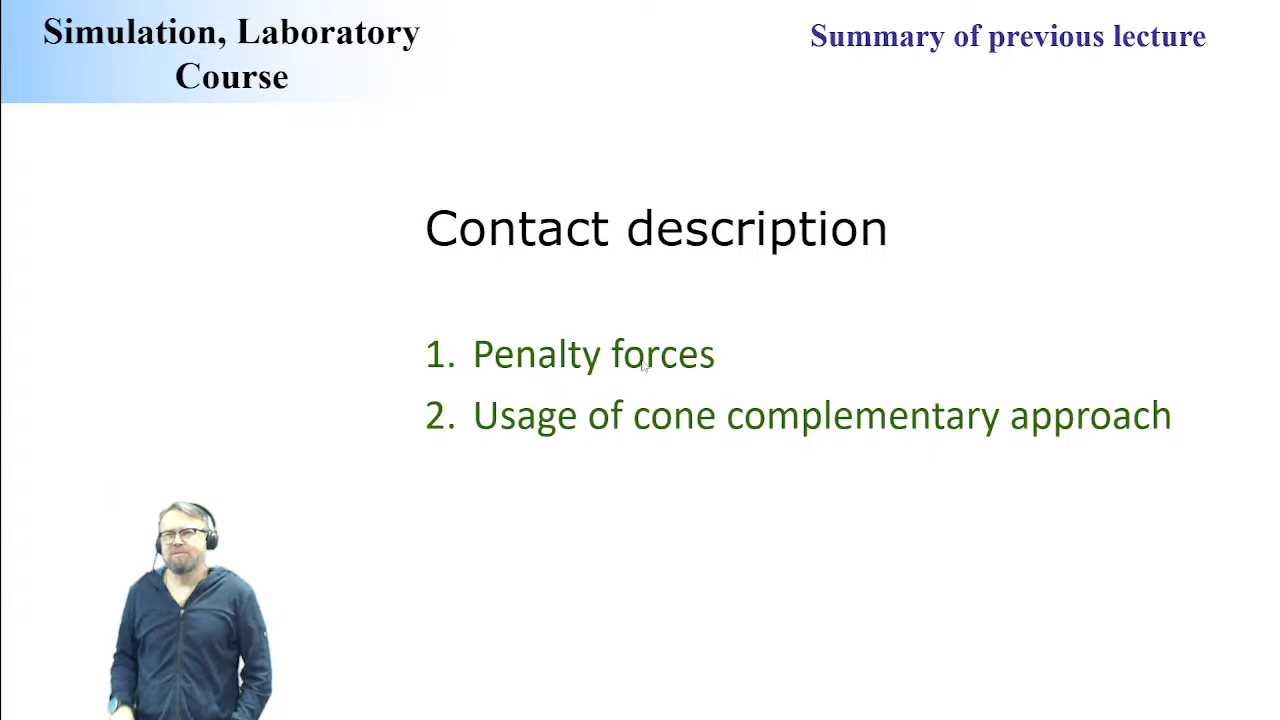 Simulation, Laboratory
Course
Summary of previous lecture
Contact description
1. Penalty forces
2. Usage of cone complementary approach